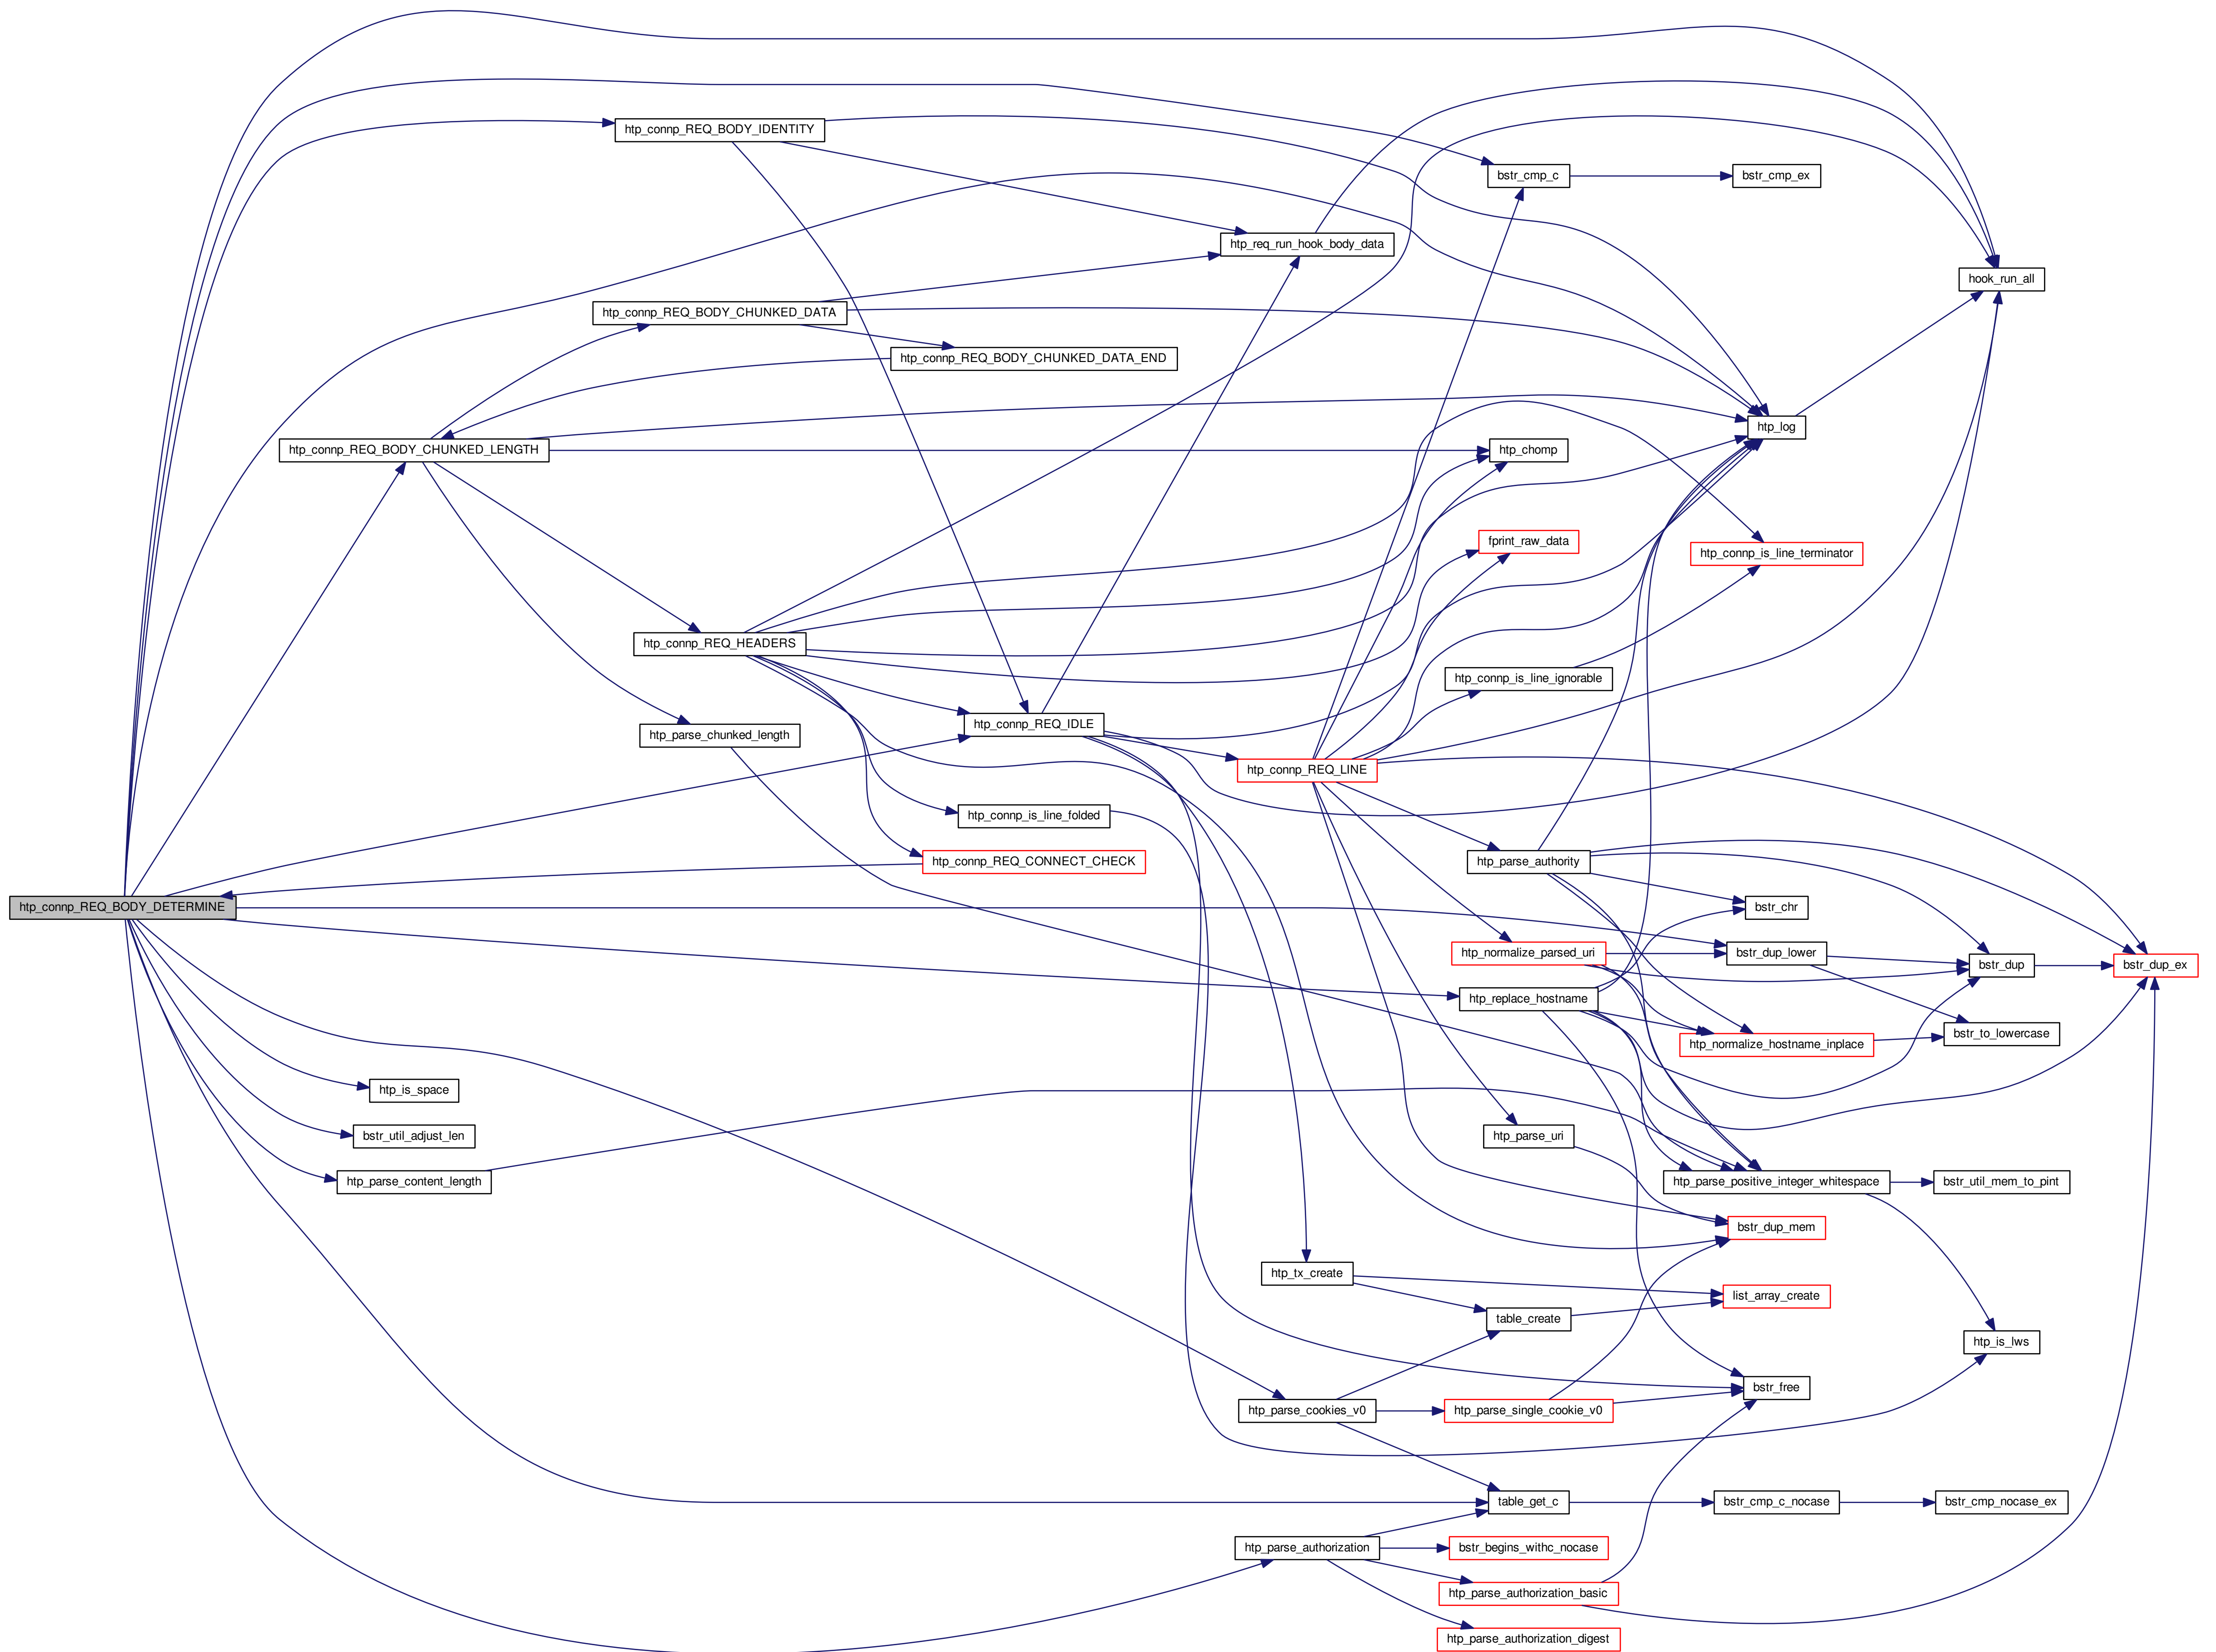 htp_connp_REQ_BODY_IDENTITY
bstr_cmp_c
bstr_cmp_ex
htp_req_run_hook_body_data
hook_run_all
htp_connp_REQ_BODY_CHUNKED_DATA
htp_connp_REQ_BODY_CHUNKED_DATA_END
htp_log
htp_connp_REQ_BODY_CHUNKED_LENGTH
htp_chomp
fprint_raw_data
htp_connp_is_line_terminator
htp_connp_REQ_HEADERS
htp_connp_is_line_ignorable
htp_connp_REQ_IDLE
htp_parse_chunked_length
htp_connp_REQ_LINE
htp_connp_is_line_folded
htp_connp_REQ_CONNECT_CHECK
htp_parse_authority
htp_connp_REQ_BODY_DETERMINE
bstr_chr
htp_normalize_parsed_uri
bstr_dup_lower
bstr_dup
bstr_dup_ex
htp_replace_hostname
htp_normalize_hostname_inplace
bstr_to_lowercase
htp_is_space
bstr_util_adjust_len
htp_parse_uri
htp_parse_content_length
htp_parse_positive_integer_whitespace
bstr_util_mem_to_pint
bstr_dup_mem
htp_tx_create
list_array_create
table_create
htp_is_lws
bstr_free
htp_parse_cookies_v0
htp_parse_single_cookie_v0
table_get_c
bstr_cmp_c_nocase
bstr_cmp_nocase_ex
htp_parse_authorization
bstr_begins_withc_nocase
htp_parse_authorization_basic
htp_parse_authorization_digest